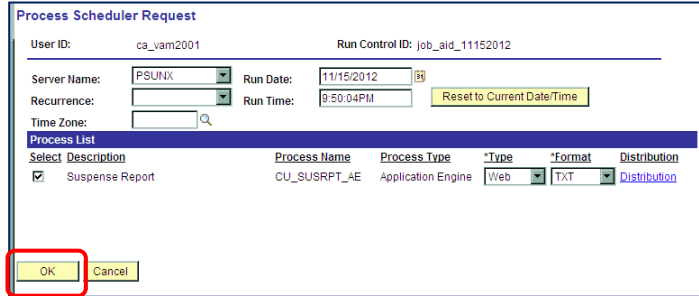 Process Scheduler Request
User ID: ca_vam2001 Run Control ID: job_aid_11152012
Server Name: PSUNX Run Date: 11/15/2012 31
Recurrence: Run Time: 9:50:04PM Reset to Current Date/Time
Time Zone:
Process List
Select Description Process Name Process Type *Type *Format Distribution
Suspense Report CU_SUSRPT_AE Application Engine Web TXT Distribution
OK Cancel